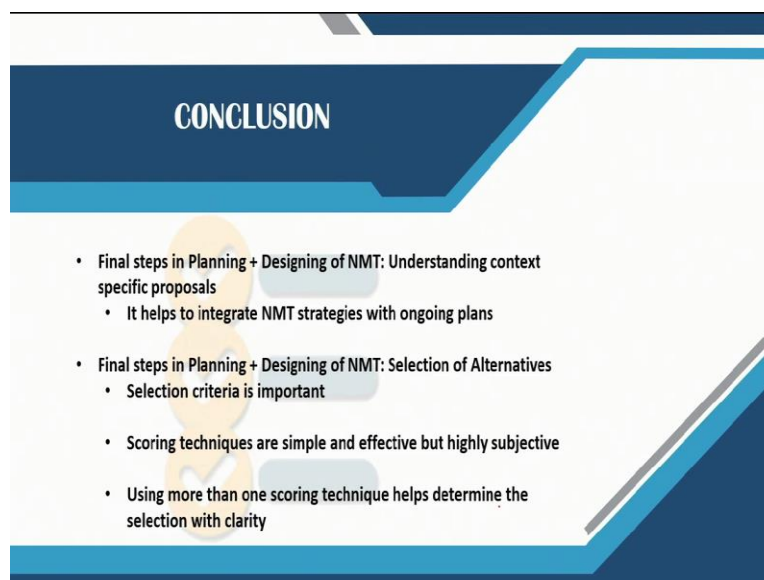 CONCLUSION
• Final steps in Planning + Designing of NMT: Understanding context
specific proposals
• It helps to integrate NMT strategies with ongoing plans
• Final steps in Planning + Designing of NMT: Selection of Alternatives
• Selection criteria is important
• Scoring techniques are simple and effective but highly subjective
• Using more than one scoring technique helps determine the
selection with clarity